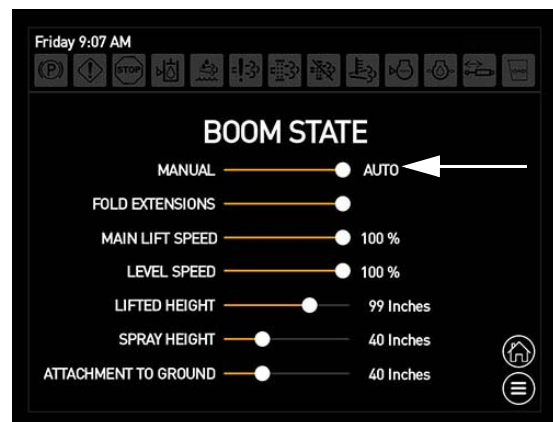 Friday 9:07 AM
P STOP
BOOM STATE
MANUAL AUTO
FOLD EXTENSIONS
MAIN LIFT SPEED 100 %
LEVEL SPEED 100 %
LIFTED HEIGHT 99 Inches
SPRAY HEIGHT 40 Inches
ATTACHMENT TO GROUND 40 Inches